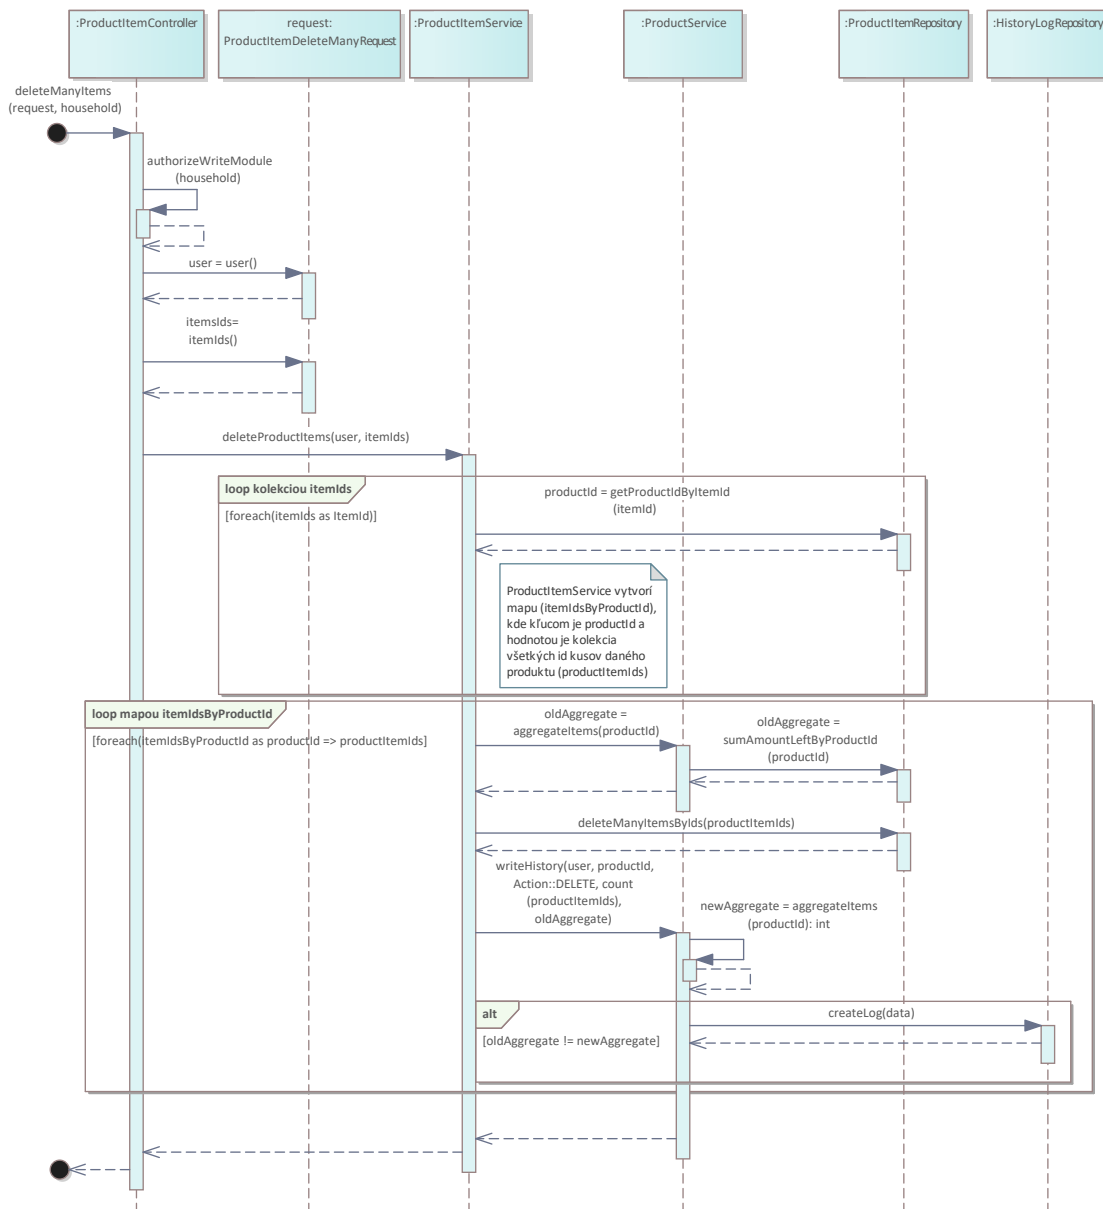 :ProductItemController
request:
ProductItemDeleteManyRequest
:ProductItemService
:ProductService
:ProductItemRepository
:HistoryLogRepository
deleteManyItems
(request, household)
authorizeWriteModule
(household)
user = user()
itemsIds=
itemIds()
deleteProductItems(user, itemIds)
loop kolekciou itemIds
[foreach(itemIds as ItemId)]
productId = getProductIdByItemId
(itemId)
ProductItemService vytvorí
mapu (itemIdsByProductId),
kde kľucom je productId a
hodnotou je kolekcia
všetkých id kusov daného
produktu (productItemIds)
loop mapou itemIdsByProductId
[foreach(itemIdsByProductId as productId => productItemIds]
oldAggregate =
aggregateItems(productId)
oldAggregate =
sumAmountLeftByProductId
(productId)
deleteManyItemsByIds(productItemIds)
writeHistory(user, productId,
Action::DELETE, count
(productItemIds),
oldAggregate)
newAggregate = aggregateItems
(productId): int
alt
[oldAggregate != newAggregate]
createLog(data)